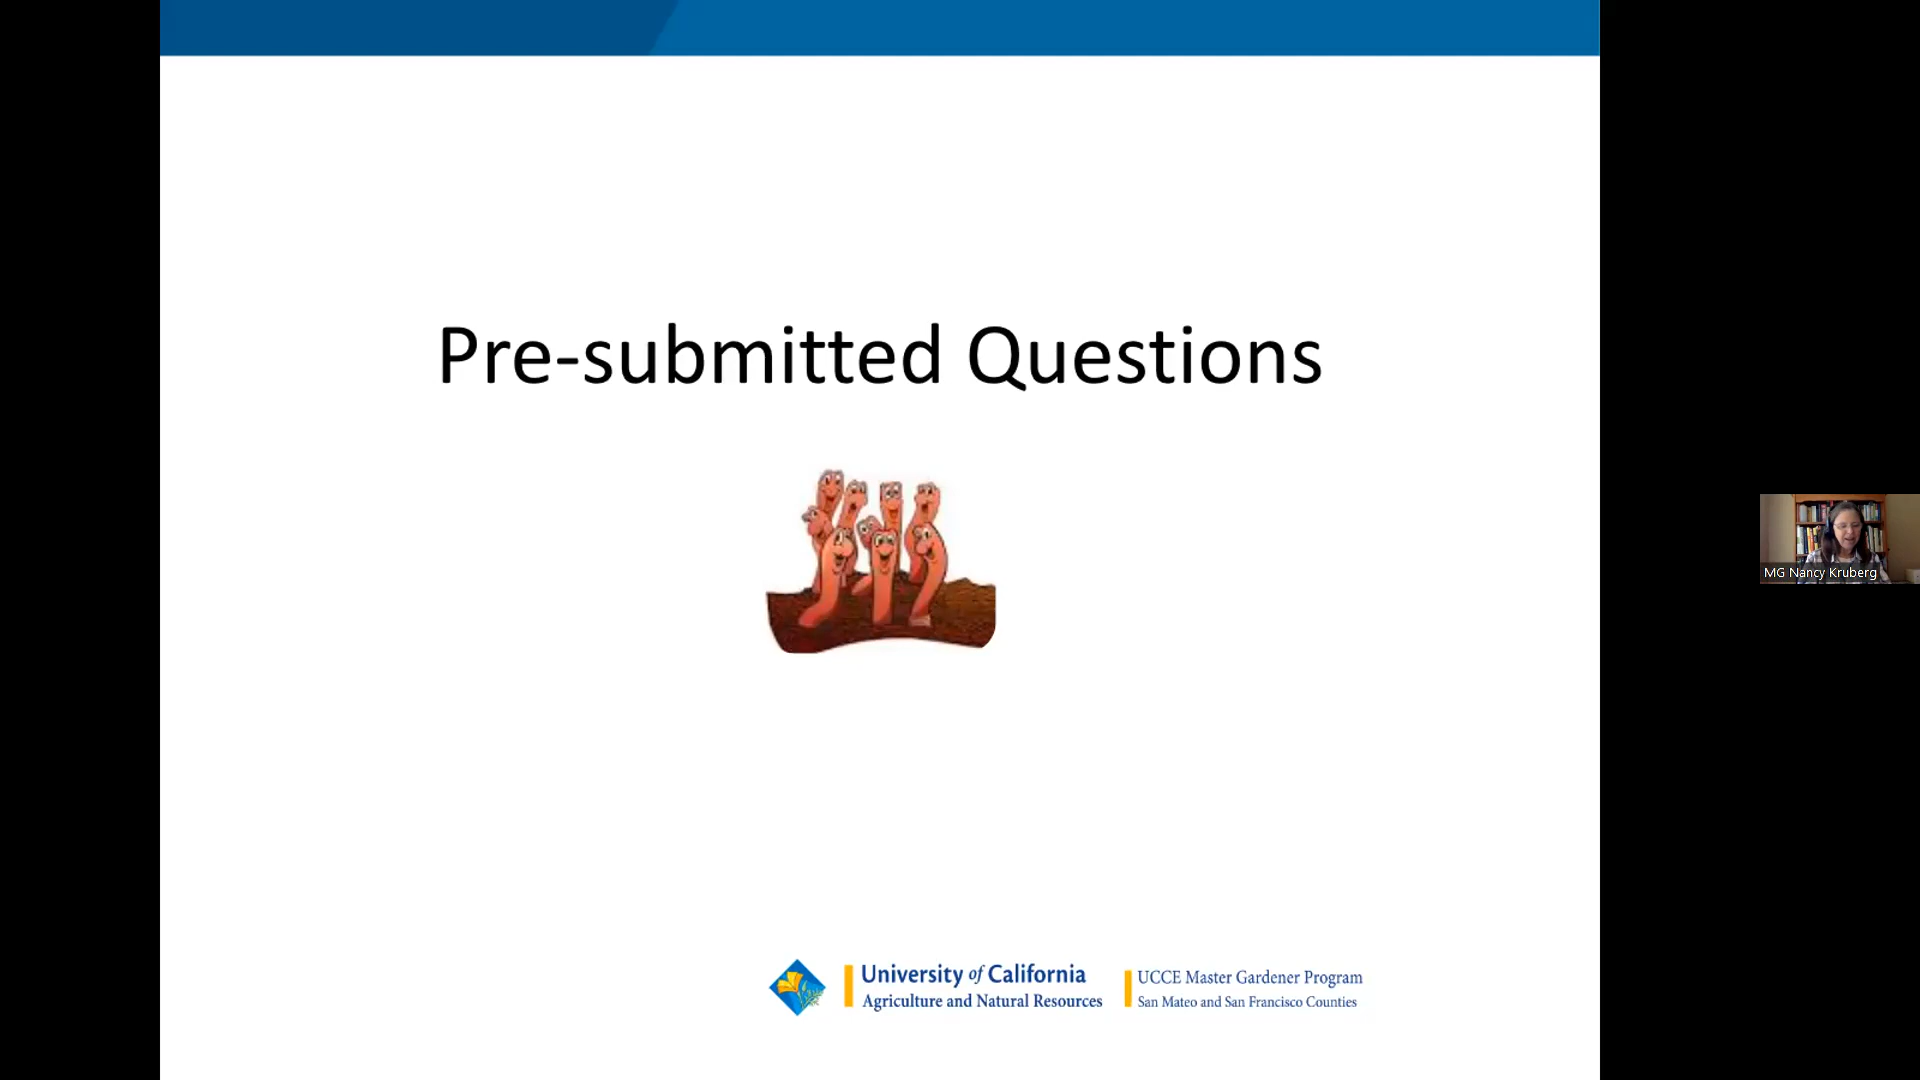 Pre-submitted Questions
MG Nancy Kruberg
University of California
Agriculture and Natural Resources
UCCE Master Gardener Program
San Mateo and San Francisco Counties